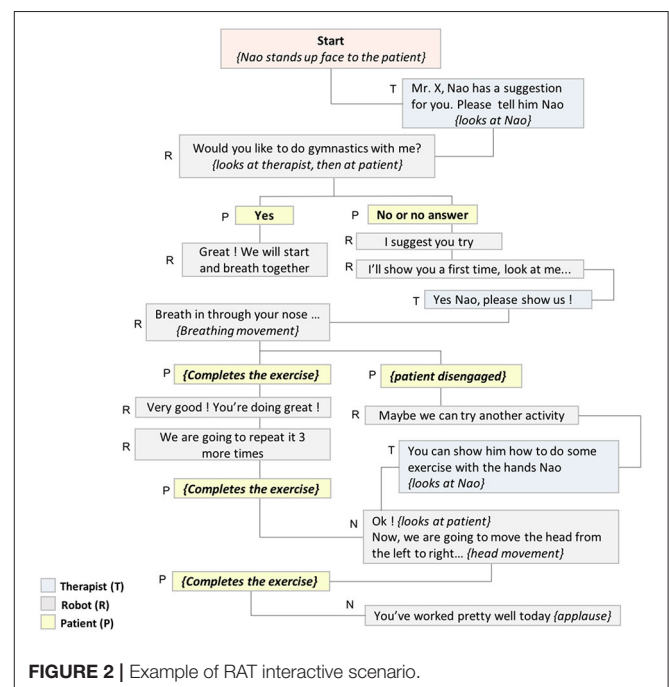 Start
{Nao stands up face to the patient}
T
Mr. X, Nao has a suggestion
for you. Please tell him Nao
{looks at Nao}
R
Would you like to do gymnastics with me?
{looks at therapist, then at patient}
P
Yes
P
No or no answer
R
Great ! We will start
and breath together
R
I suggest you try
R
I'll show you a first time, look at me...
T
Yes Nao, please show us !
R
Breath in through your nose ...
{Breathing movement}
P
{Completes the exercise}
P
{patient disengaged}
R
Very good ! You're doing great !
R
Maybe we can try another activity
R
We are going to repeat it 3
more times
T
You can show him how to do some
exercise with the hands Nao
{looks at Nao}
P
{Completes the exercise}
N
Ok ! {looks at patient}
Now, we are going to move the head from
the left to right... {head movement}
P
{Completes the exercise}
N
You've worked pretty well today {applause}
Therapist (T)
Robot (R)
Patient (P)
FIGURE 2 | Example of RAT interactive scenario.